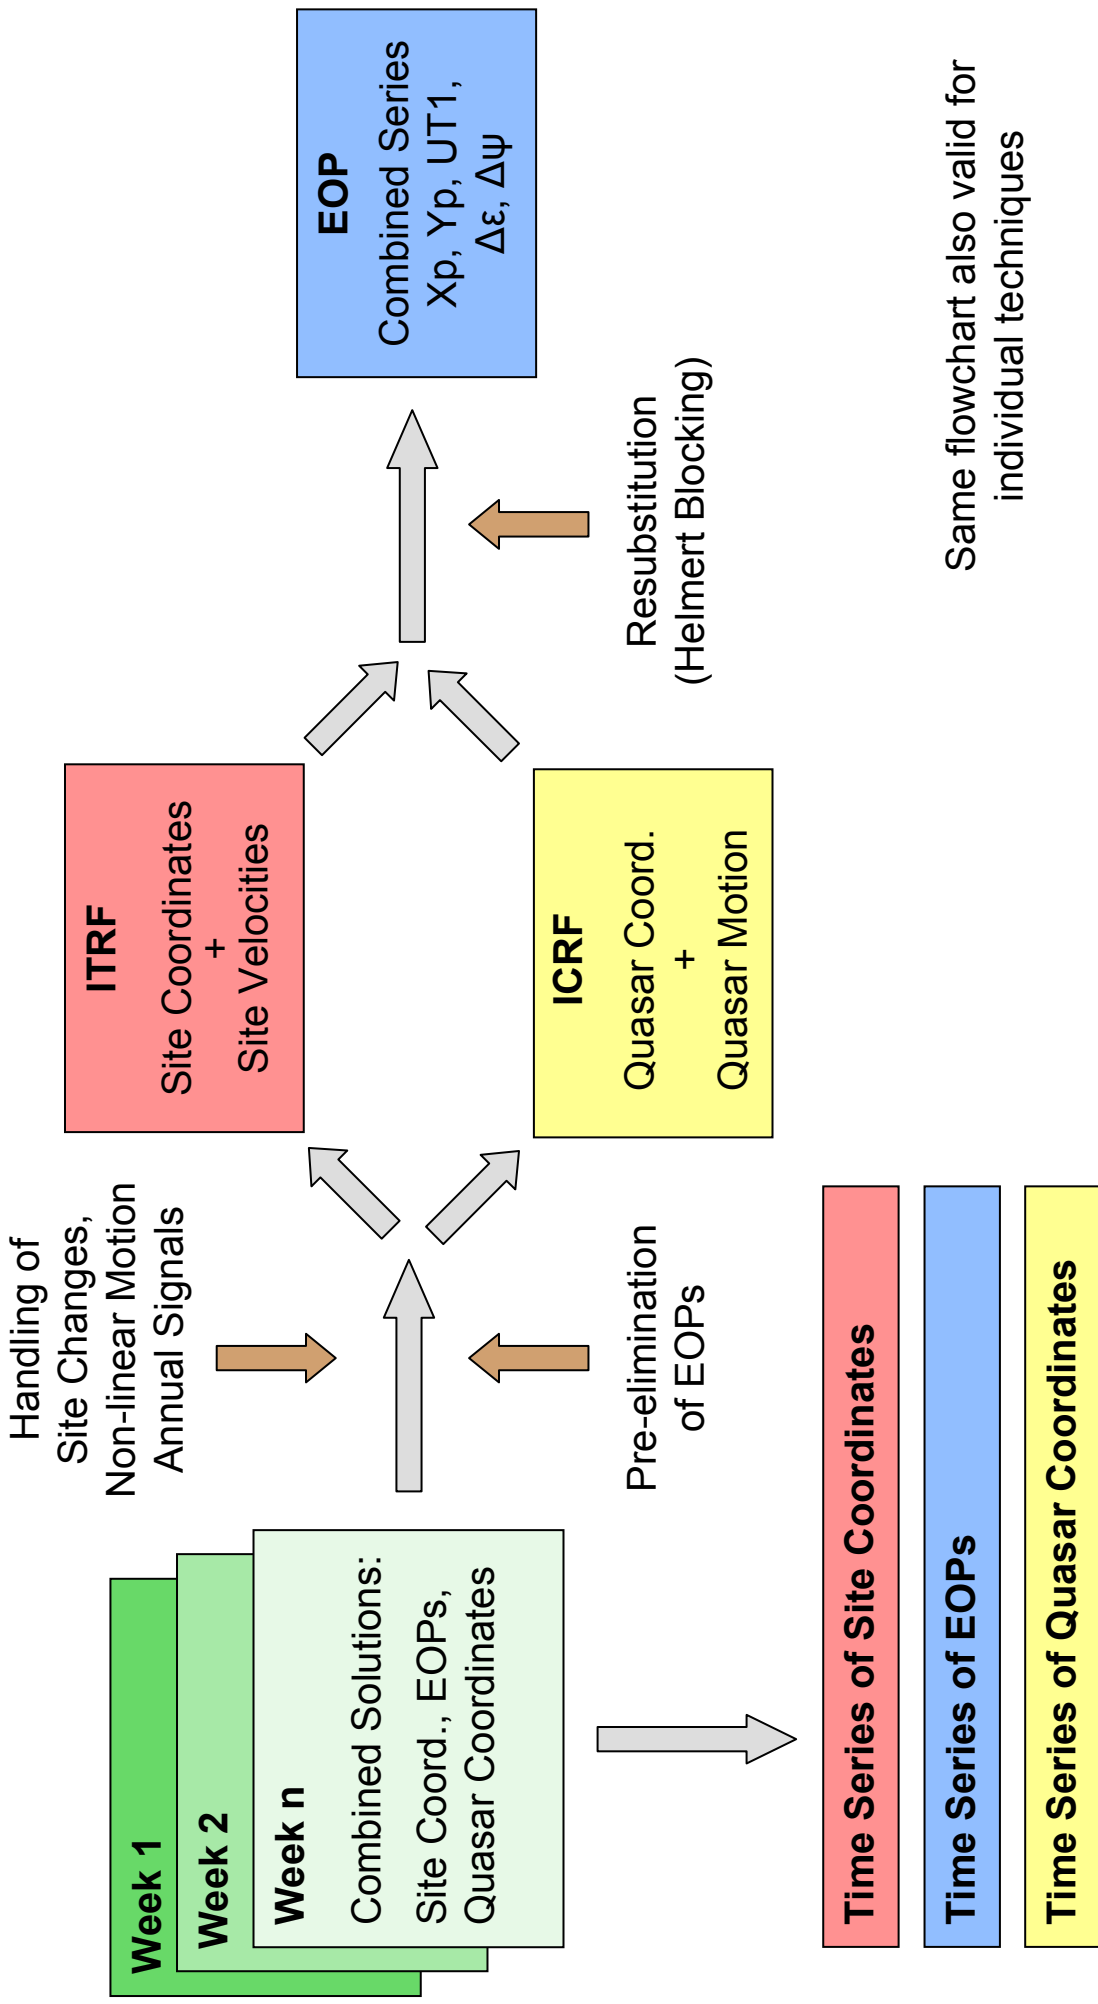 Week 1
Week 2
Week n
Combined Solutions:
Site Coord., EOPs,
Quasar Coordinates
Handling of
Site Changes,
Non-linear Motion
Annual Signals
Pre-elimination
of EOPs
ITRF
Site Coordinates
+
Site Velocities
ICRF
Quasar Coord.
+
Quasar Motion
Resubstitution
(Helmert Blocking)
EOP
Combined Series
Xp, Yp, UT1,
Δε, Δψ
Time Series of Site Coordinates
Time Series of EOPs
Time Series of Quasar Coordinates
Same flowchart also valid for
individual techniques